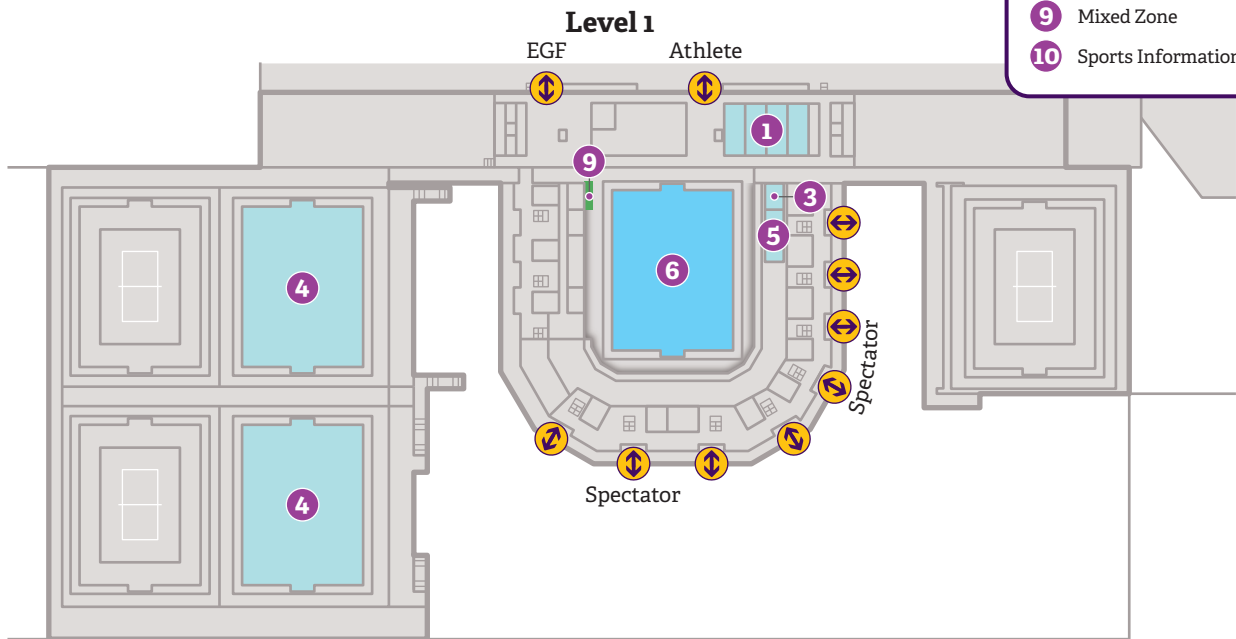 Level 1
EGF
Athlete
9 Mixed Zone
10 Sports Information
1
9
3
5
4
6
Spectator
4
Spectator